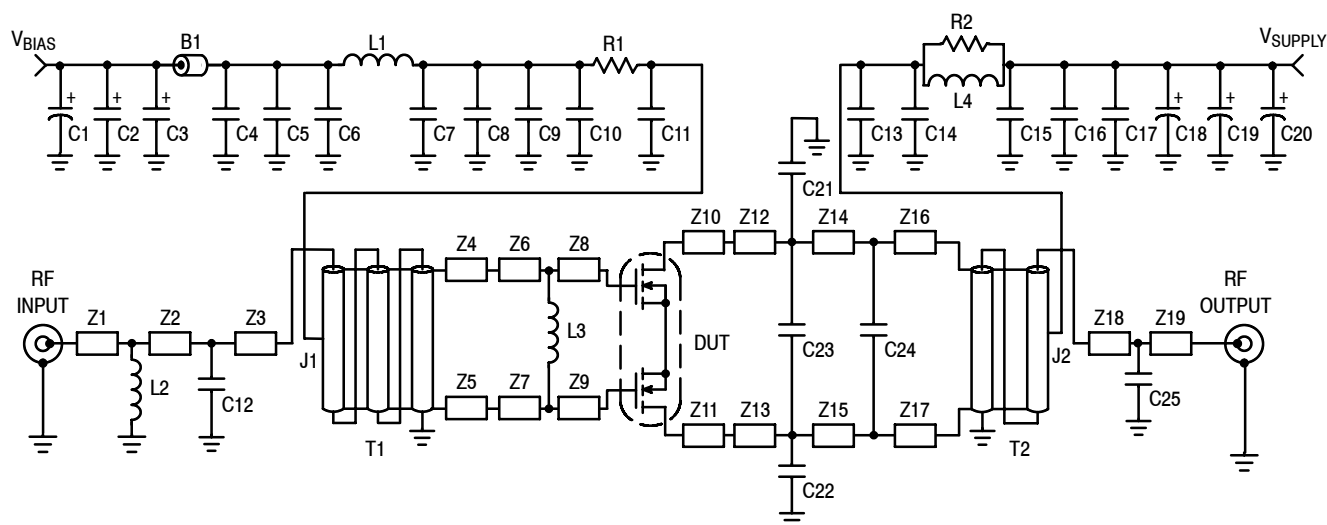 R2
V_BIAS B1 L1 R1 V_SUPPLY
L4
+ + + + + +
C1 C2 C3 C4 C5 C6 C7 C8 C9 C10 C11 C13 C14 C15 C16 C17 C18 C19 C20
C21
Z10 Z12 Z14 Z16
Z4 Z6 Z8
RF INPUT
RF OUTPUT
Z1 Z2 Z3 L3 DUT C23 C24 Z18 Z19
J1 J2
L2 C12 Z5 Z7 Z9 C25
Z11 Z13 Z15 Z17
T1 T2
C22